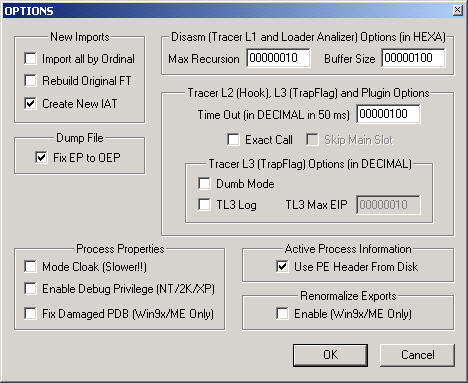 OPTIONS
New Imports
Import all by Ordinal
Rebuild Original FT
Create New IAT
Dump File
Fix EP to OEP
Disasm (Tracer L1 and Loader Analizer) Options (in HEXA)
Max Recursion 00000010 Buffer Size 00000100
Tracer L2 (Hook), L3 (TrapFlag) and Plugin Options
Time Out (in DECIMAL in 50 ms) 00000100
Exact Call Skip Main Slot
Tracer L3 (TrapFlag) Options (in DECIMAL)
Dumb Mode
TL3 Log TL3 Max EIP 00000010
Process Properties
Mode Cloak (Slower!!)
Enable Debug Privilege (NT/2K/XP)
Fix Damaged PDB (Win9x/ME Only)
Active Process Information
Use PE Header From Disk
Renormalize Exports
Enable (Win9x/ME Only)
OK Cancel